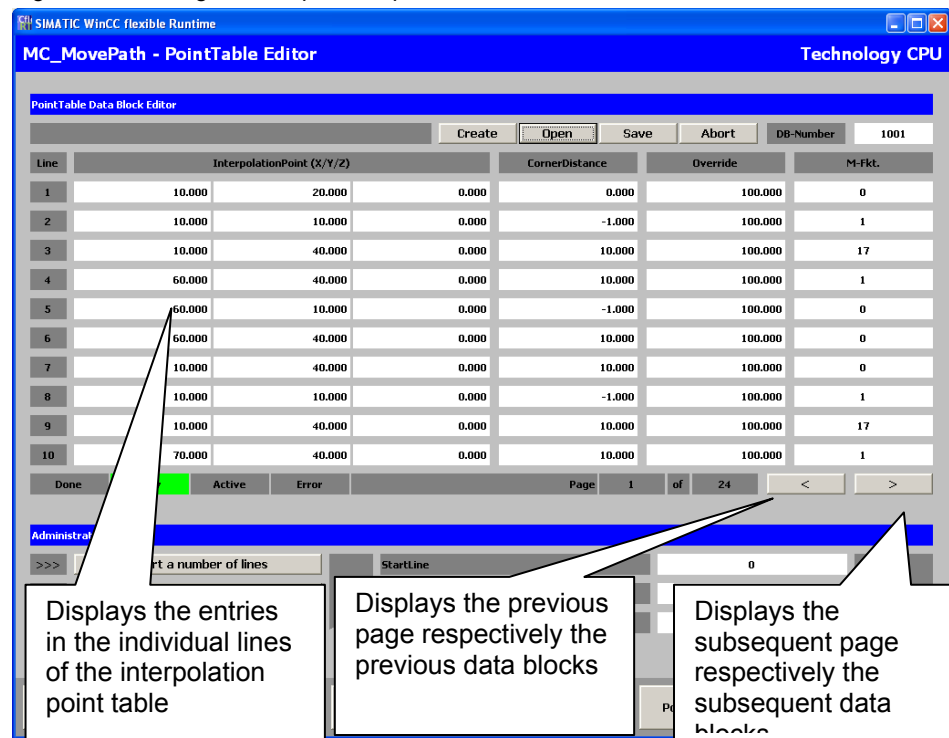 SIMATIC WinCC flexible Runtime
MC_MovePath - PointTable Editor Technology CPU
PointTable Data Block Editor
Create Open Save Abort DB-Number 1001
Line InterpolationPoint (X/Y/Z) CornerDistance Override M-Fkt.
1 10.000 20.000 0.000 0.000 100.000 0
2 10.000 10.000 0.000 -1.000 100.000 1
3 10.000 40.000 0.000 10.000 100.000 17
4 60.000 40.000 0.000 10.000 100.000 1
5 60.000 10.000 0.000 -1.000 100.000 0
6 60.000 40.000 0.000 10.000 100.000 0
7 10.000 40.000 0.000 10.000 100.000 0
8 10.000 10.000 0.000 -1.000 100.000 1
9 10.000 40.000 0.000 10.000 100.000 17
10 70.000 40.000 0.000 10.000 100.000 1
Done Active Error Page 1 of 24 < >
>>> a number of lines StartLine 0
Displays the entries
in the individual lines
of the interpolation
point table
Displays the previous
page respectively the
previous data blocks
Displays the
subsequent page
respectively the
subsequent data
blocks